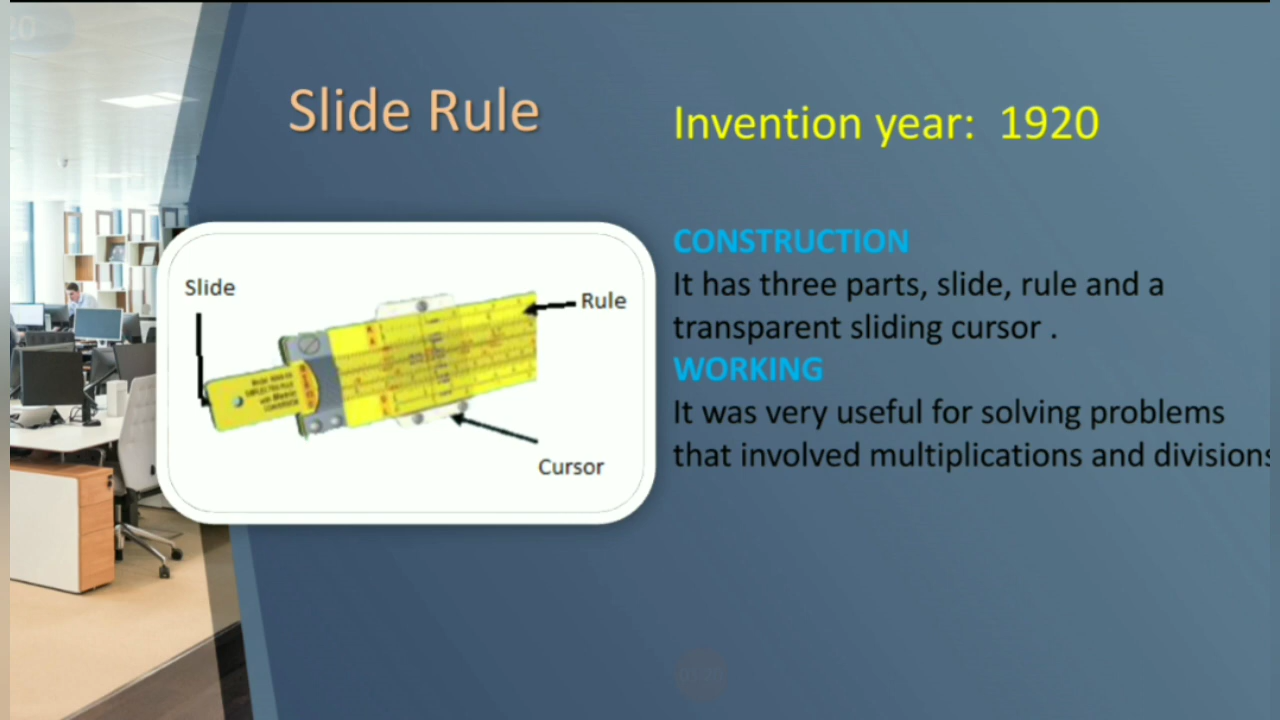 Slide Rule
Invention year: 1920
CONSTRUCTION
It has three parts, slide, rule and a
transparent sliding cursor .
WORKING
It was very useful for solving problems
that involved multiplications and divisions
Slide
Rule
Cursor